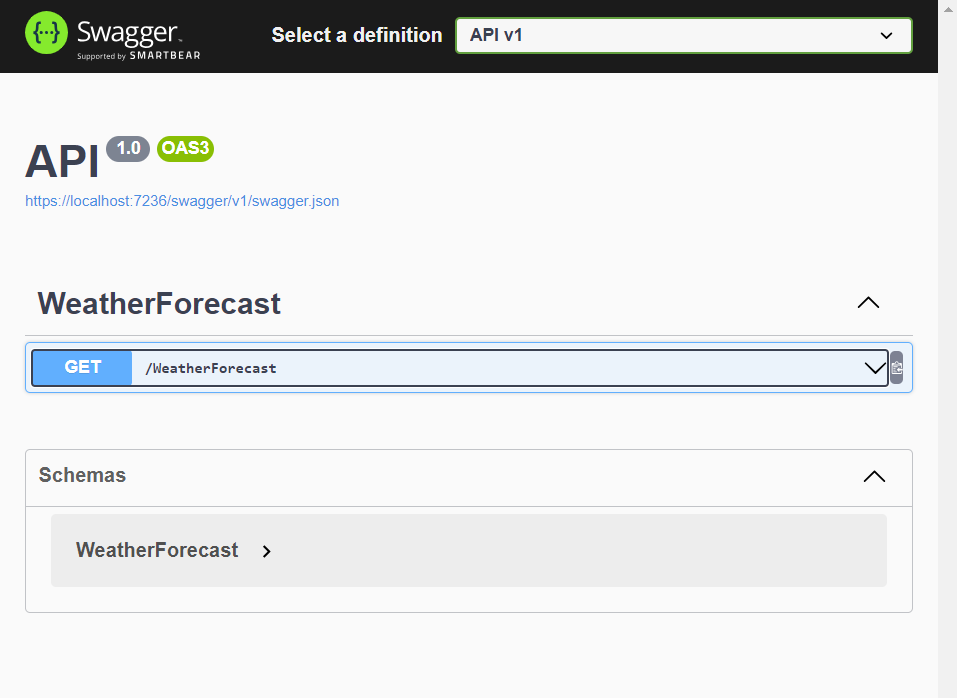 Swagger
Supported by SMARTBEAR
Select a definition
API v1
API 1.0 OAS3
https://localhost:7236/swagger/v1/swagger.json
WeatherForecast
GET /WeatherForecast
Schemas
WeatherForecast